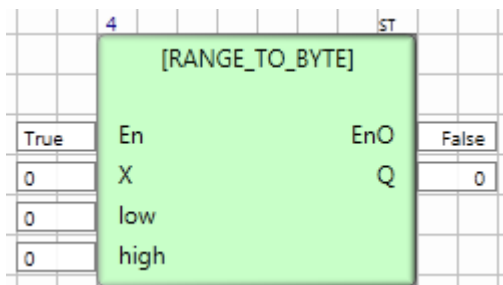 4 ST
[RANGE_TO_BYTE]
True En EnO False
0 X Q 0
0 low
0 high